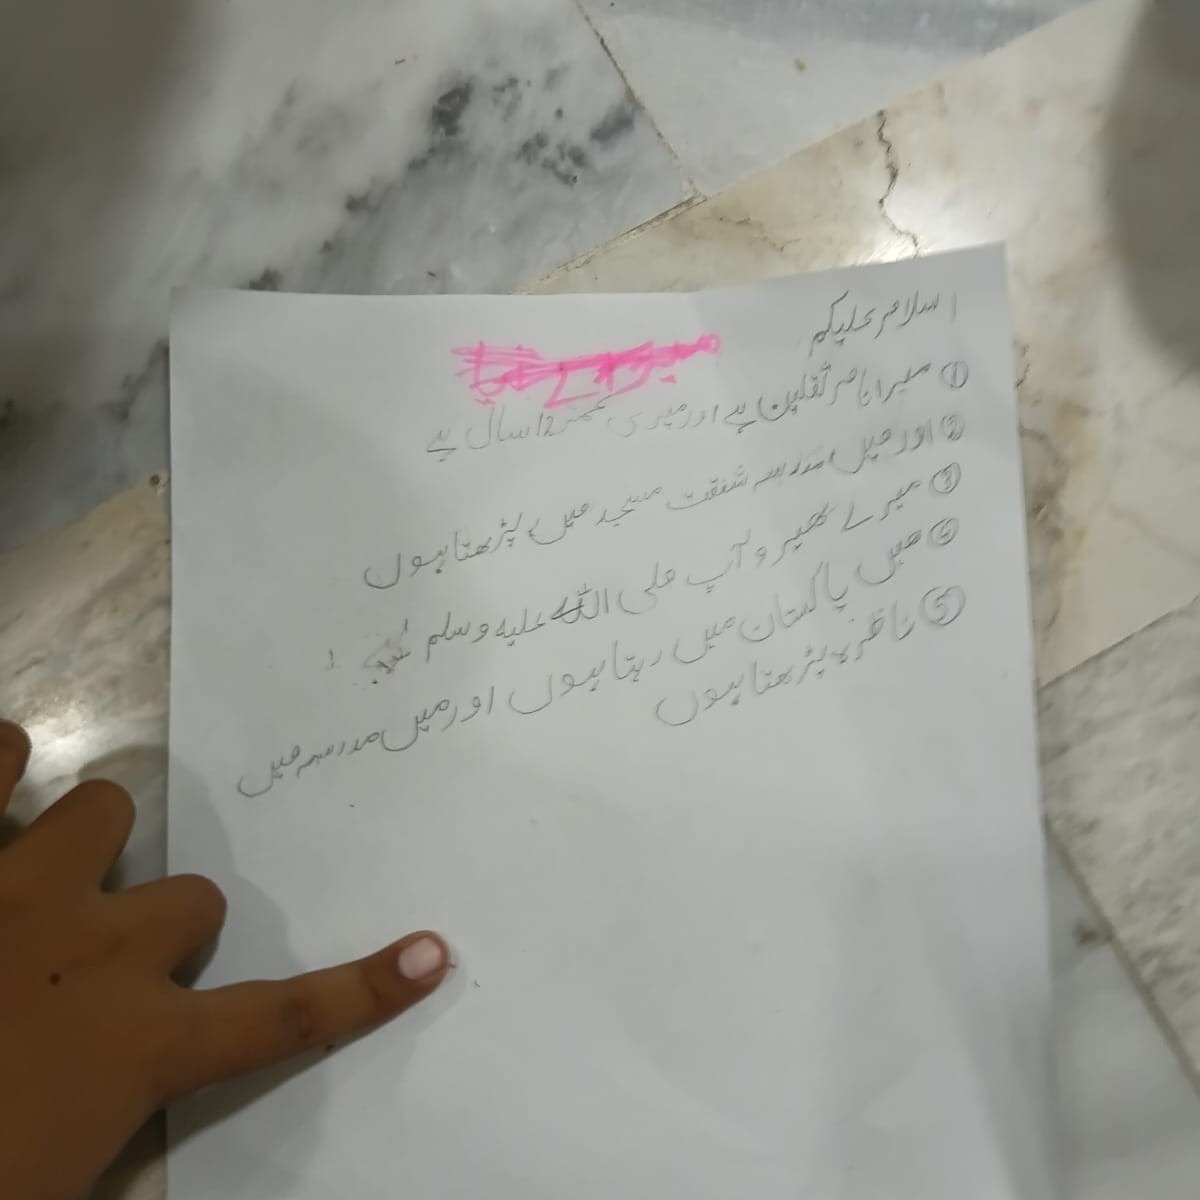 اسلام علیکم
① میرا نام ثقلین ہے اور میری عمر 12 سال ہے
② اور میں مدرسہ شفقت مسجد میں پڑھتا ہوں
③ میرے ھیرو آپ صلی اللہ علیہ وسلم !
④ میں پاکستان میں رہتا ہوں اور میں مدرسہ میں
⑤ ناظرہ پڑھتا ہوں